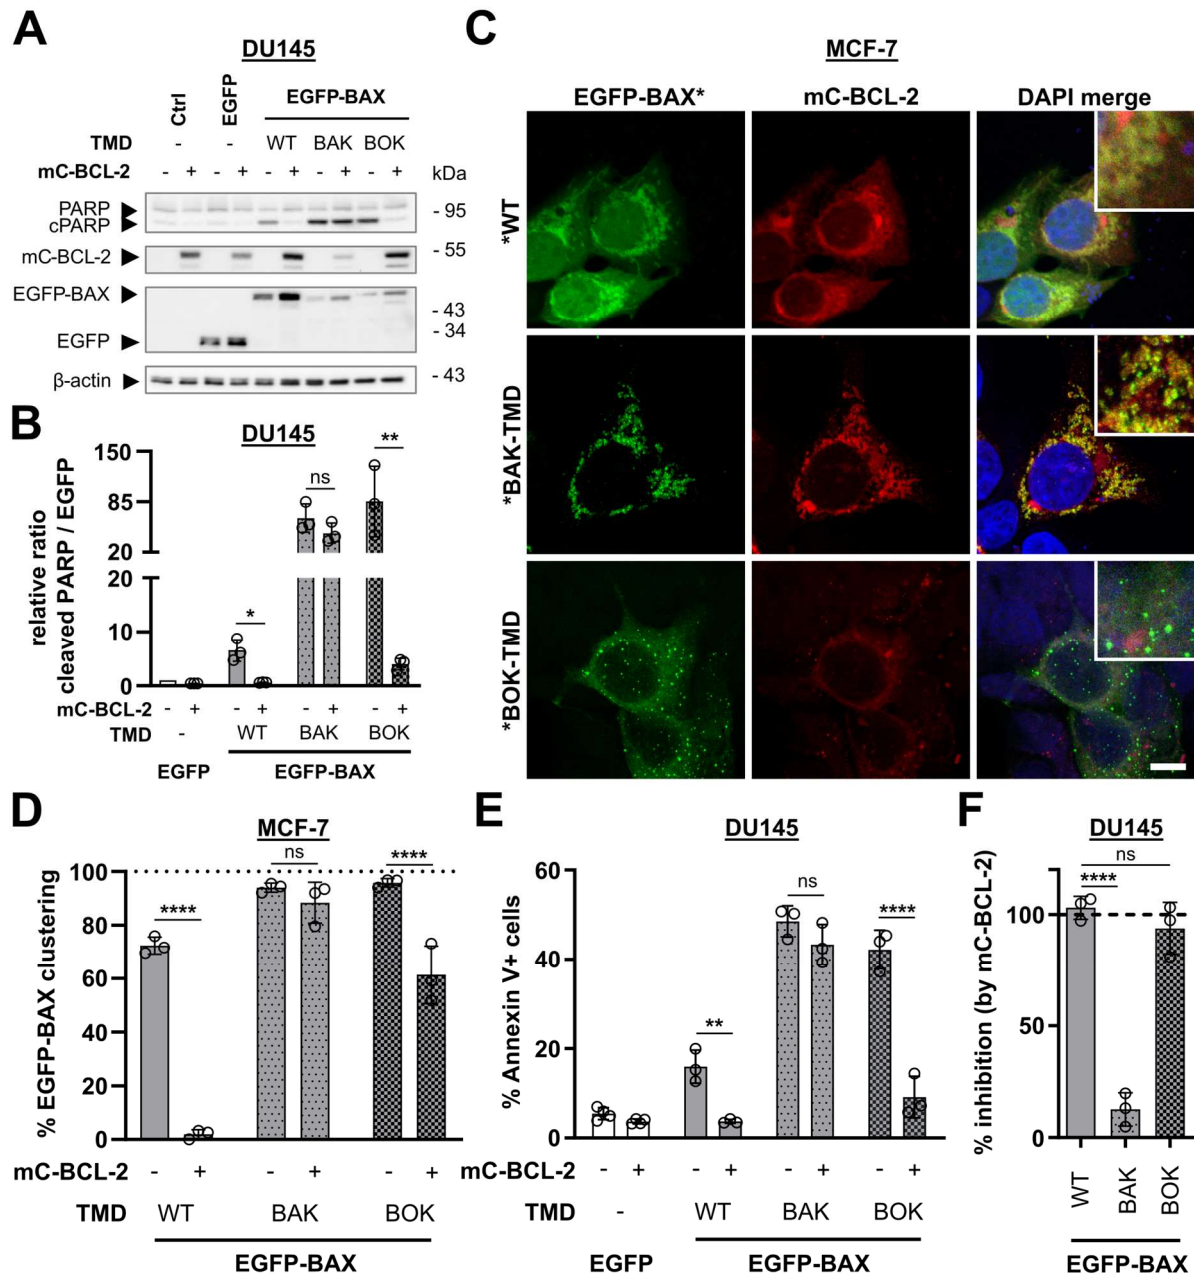 A
DU145
Ctrl
EGFP
EGFP-BAX
TMD - - WT BAK BOK
mC-BCL-2 - + - + - + - + - + kDa
PARP - 95
cPARP
mC-BCL-2 - 55
EGFP-BAX
- 43
EGFP - 34
β-actin - 43
B
DU145
relative ratio
cleaved PARP / EGFP
150
85
20
20
10
0
* ns **
mC-BCL-2 - + - + - + - +
TMD - WT BAK BOK
EGFP EGFP-BAX
C
MCF-7
EGFP-BAX* mC-BCL-2 DAPI merge
*WT
*BAK-TMD
*BOK-TMD
D
MCF-7
% EGFP-BAX clustering
100
80
60
40
20
0
**** ns ****
mC-BCL-2 - + - + - +
TMD WT BAK BOK
EGFP-BAX
E
DU145
% Annexin V+ cells
60
40
20
0
** ns ****
mC-BCL-2 - + - + - + - +
TMD - WT BAK BOK
EGFP EGFP-BAX
F
DU145
% inhibition (by mC-BCL-2)
100
50
0
ns
****
WT BAK BOK
EGFP-BAX